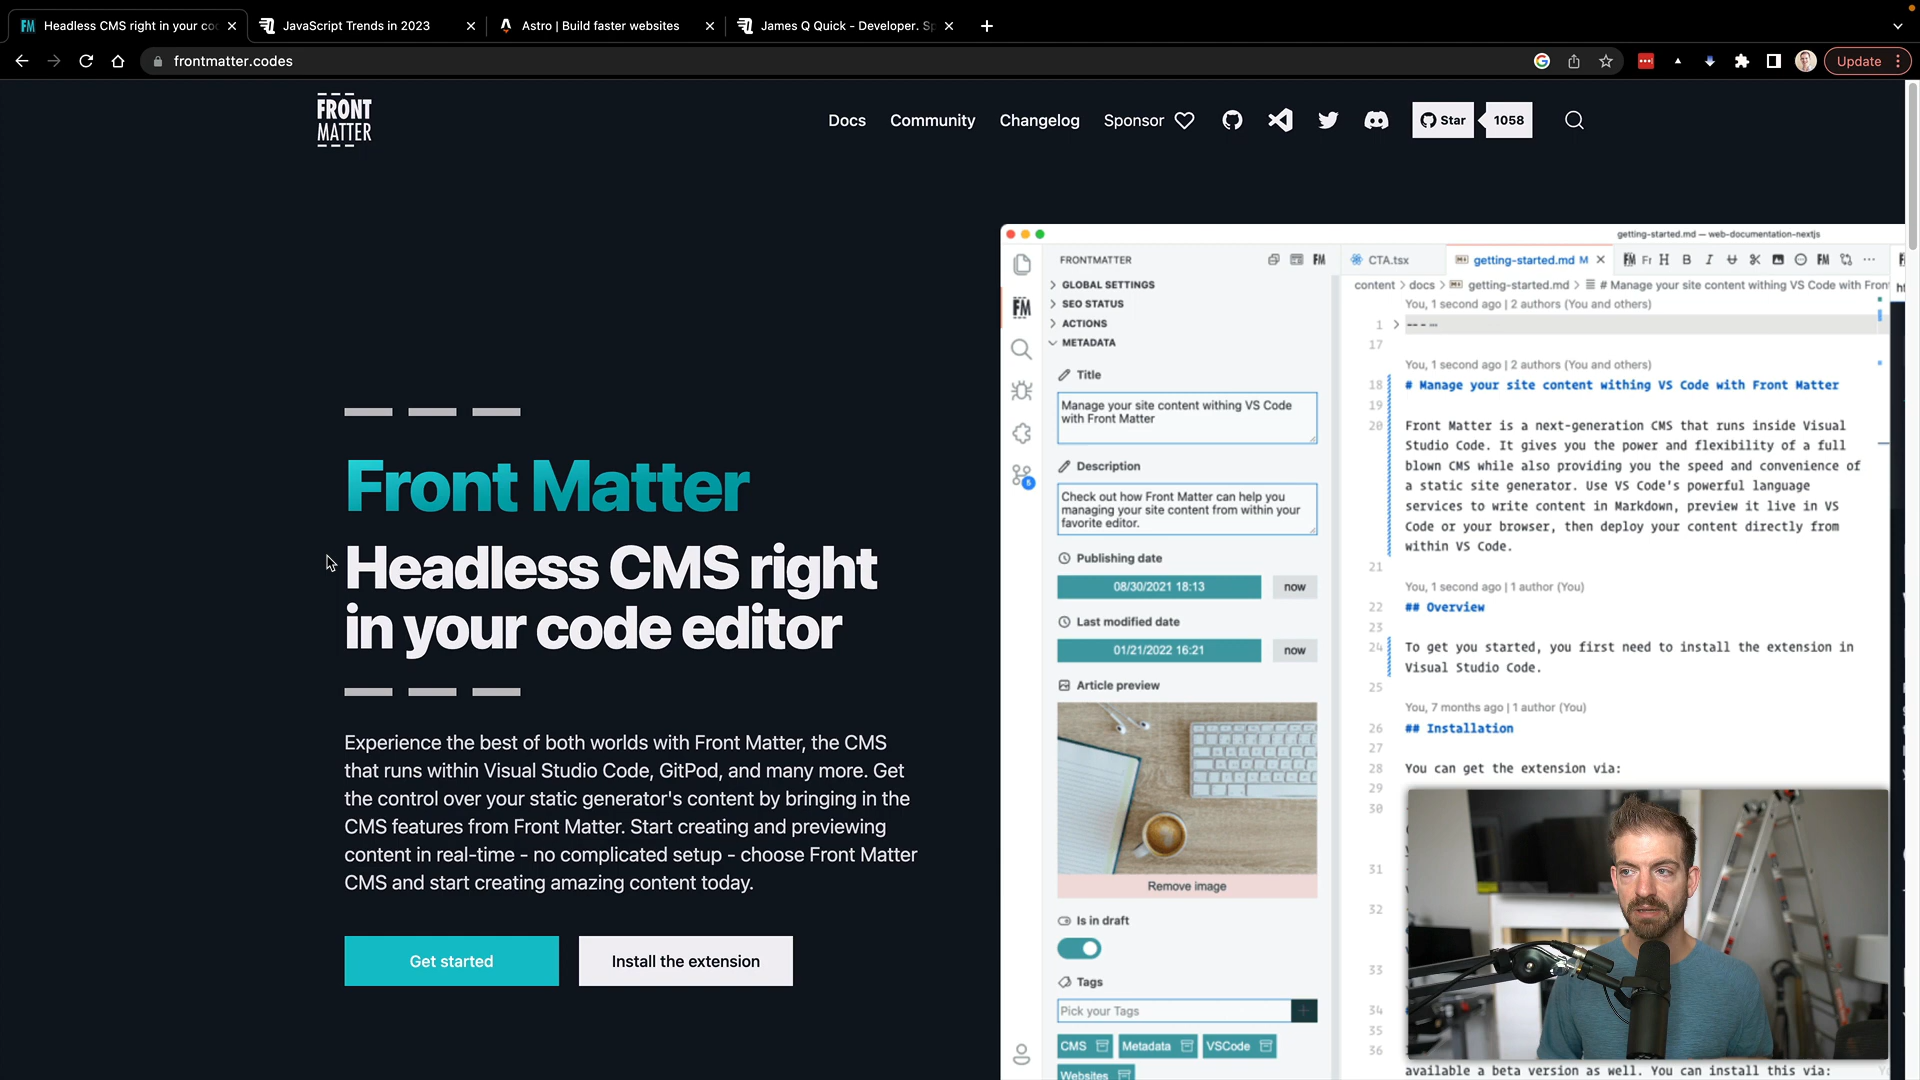 Headless CMS right in your co
JavaScript Trends in 2023
Astro | Build faster websites
James Q Quick - Developer. Sp
frontmatter.codes
Update
FRONT
MATTER
Docs
Community
Changelog
Sponsor
Star
1058
Front Matter
Headless CMS right
in your code editor
Experience the best of both worlds with Front Matter, the CMS
that runs within Visual Studio Code, GitPod, and many more. Get
the control over your static generator's content by bringing in the
CMS features from Front Matter. Start creating and previewing
content in real-time - no complicated setup - choose Front Matter
CMS and start creating amazing content today.
Get started
Install the extension
getting-started.md — web-documentation-nextjs
FRONTMATTER
FM
GLOBAL SETTINGS
SEO STATUS
ACTIONS
METADATA
Title
Manage your site content withing VS Code
with Front Matter
Description
Check out how Front Matter can help you
managing your site content from within your
favorite editor.
Publishing date
08/30/2021 18:13
now
Last modified date
01/21/2022 16:21
now
Article preview
Remove image
Is in draft
Tags
Pick your Tags
CMS
Metadata
VSCode
Websites
FM
5
CTA.tsx
getting-started.md M
FM Fr H B I FM
content > docs > getting-started.md > # Manage your site content withing VS Code with Fron
You, 1 second ago | 2 authors (You and others)
1 ---
17
You, 1 second ago | 2 authors (You and others)
18 # Manage your site content withing VS Code with Front Matter
19
20 Front Matter is a next-generation CMS that runs inside Visual
Studio Code. It gives you the power and flexibility of a full
blown CMS while also providing you the speed and convenience of
a static site generator. Use VS Code's powerful language
services to write content in Markdown, preview it live in VS
Code or your browser, then deploy your content directly from
within VS Code.
21
You, 1 second ago | 1 author (You)
22 ## Overview
23
24 To get you started, you first need to install the extension in
Visual Studio Code.
25
You, 7 months ago | 1 author (You)
26 ## Installation
27
28 You can get the extension via:
29
30
31
32
33
34
35
36
available a beta version as well. You can install this via: